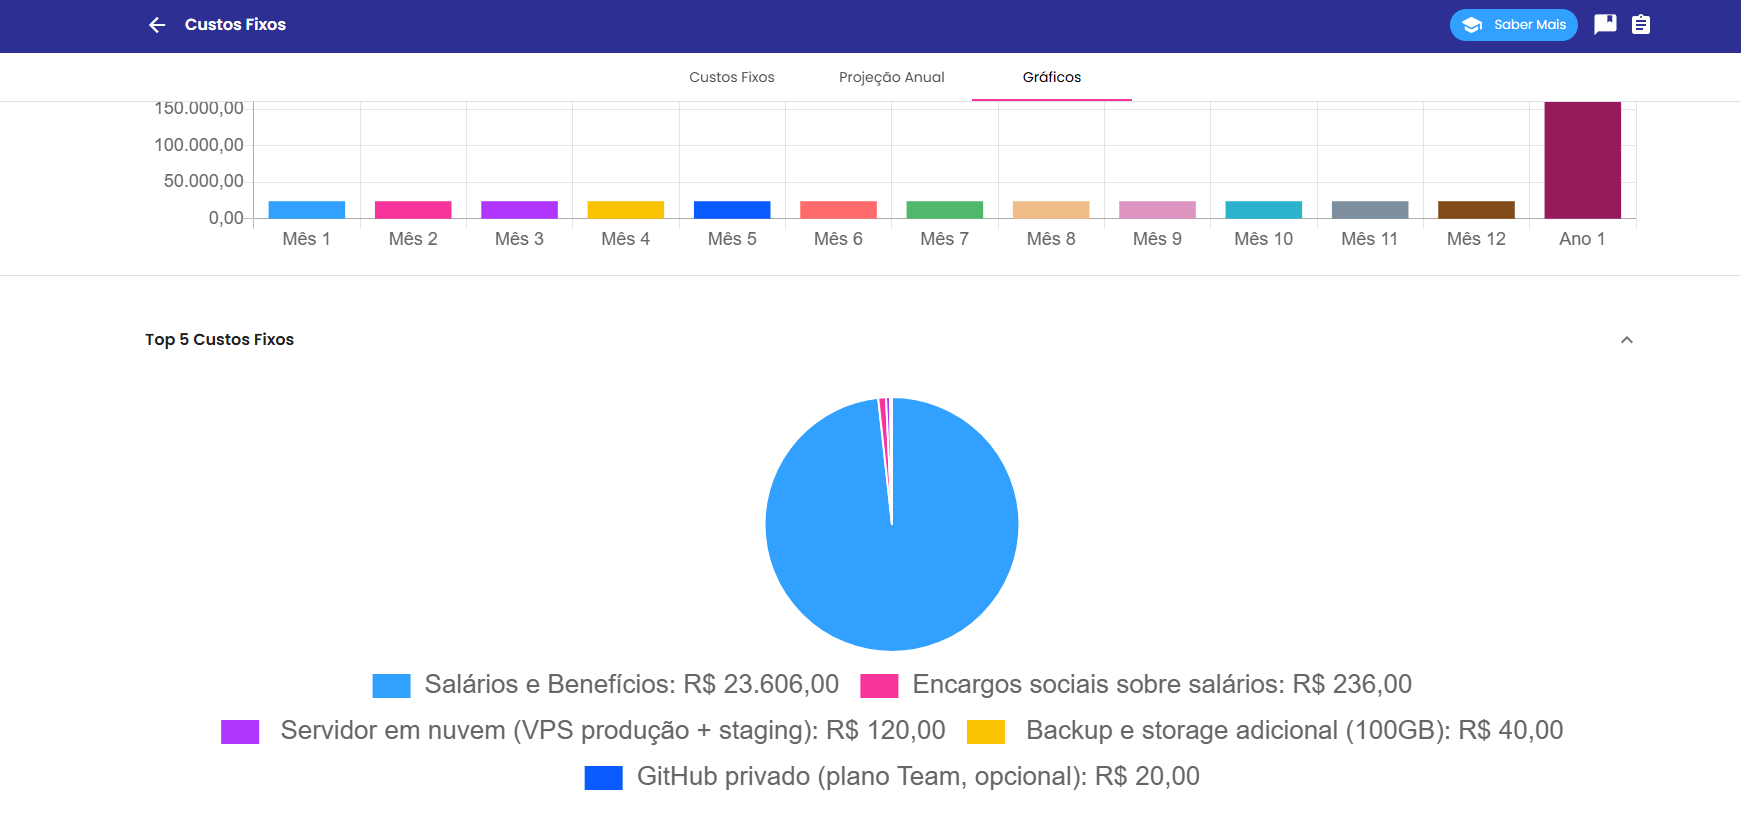 Custos Fixos
Saber Mais
Custos Fixos Projeção Anual Gráficos
150.000,00
100.000,00
50.000,00
0,00
Mês 1 Mês 2 Mês 3 Mês 4 Mês 5 Mês 6 Mês 7 Mês 8 Mês 9 Mês 10 Mês 11 Mês 12 Ano 1
Top 5 Custos Fixos
Salários e Benefícios: R$ 23.606,00 Encargos sociais sobre salários: R$ 236,00
Servidor em nuvem (VPS produção + staging): R$ 120,00 Backup e storage adicional (100GB): R$ 40,00
GitHub privado (plano Team, opcional): R$ 20,00